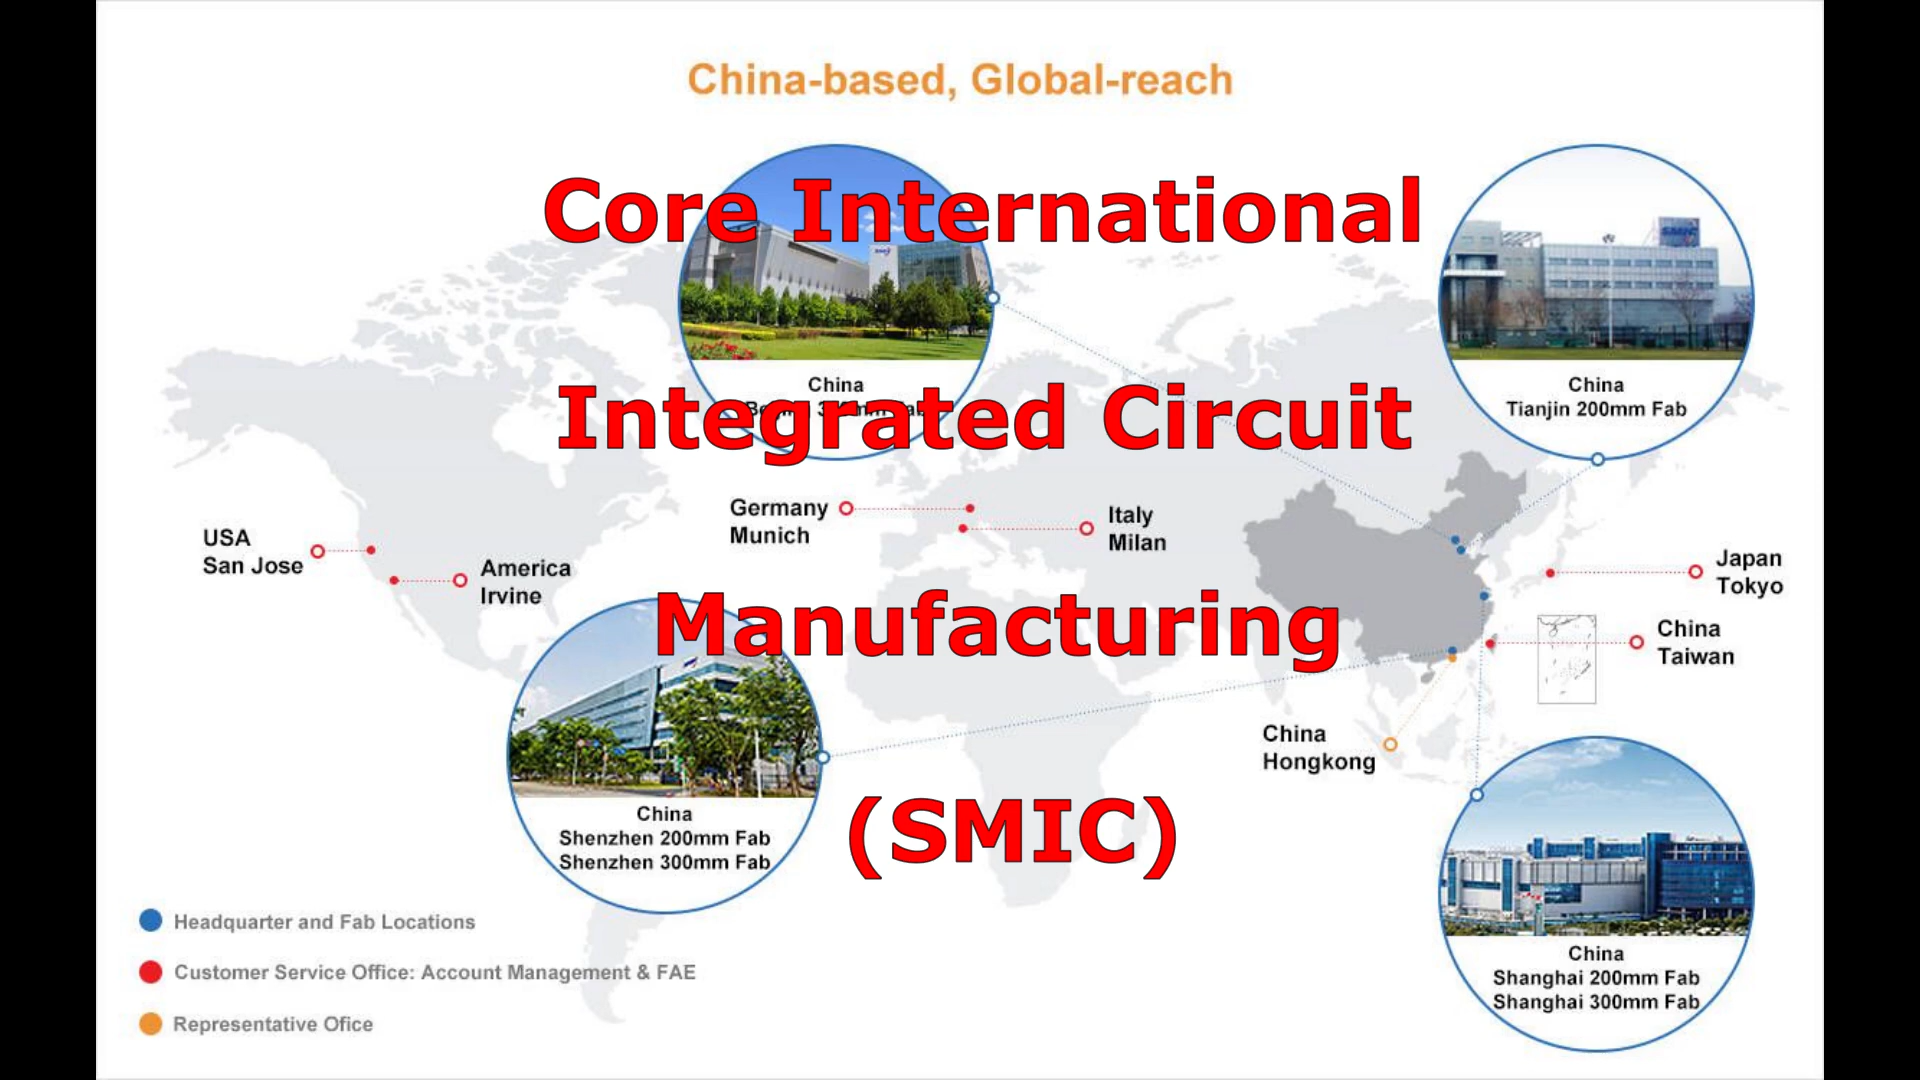 China-based, Global-reach
Core International
Integrated Circuit
Manufacturing
(SMIC)
China
China
Tianjin 200mm Fab
SMIC
Germany
Munich
Italy
Milan
USA
San Jose
America
Irvine
Japan
Tokyo
China
Taiwan
China
Hongkong
China
Shenzhen 200mm Fab
Shenzhen 300mm Fab
China
Shanghai 200mm Fab
Shanghai 300mm Fab
Headquarter and Fab Locations
Customer Service Office: Account Management & FAE
Representative Ofice